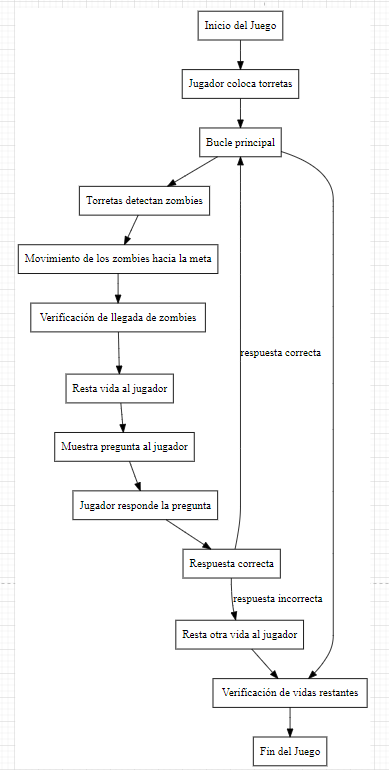 Inicio del Juego
Jugador coloca torretas
Bucle principal
Torretas detectan zombies
Movimiento de los zombies hacia la meta
Verificación de llegada de zombies
respuesta correcta
Resta vida al jugador
Muestra pregunta al jugador
Jugador responde la pregunta
Respuesta correcta
respuesta incorrecta
Resta otra vida al jugador
Verificación de vidas restantes
Fin del Juego